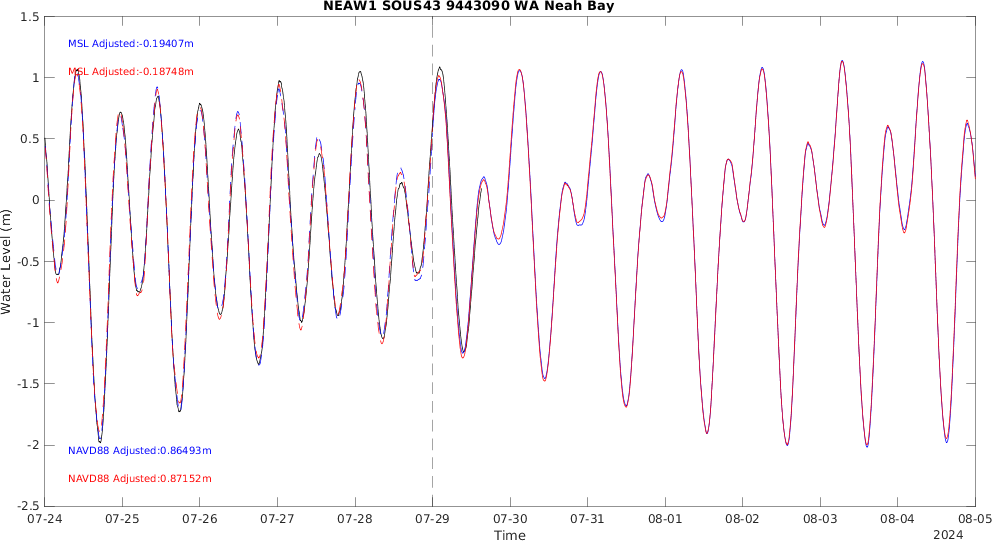 NEAW1 SOUS43 9443090 WA Neah Bay
MSL Adjusted:-0.19407m
MSL Adjusted:-0.18748m
NAVD88 Adjusted:0.86493m
NAVD88 Adjusted:0.87152m
Water Level (m)
1.5
1
0.5
0
-0.5
-1
-1.5
-2
-2.5
07-24 07-25 07-26 07-27 07-28 07-29 07-30 07-31 08-01 08-02 08-03 08-04 08-05
Time
2024